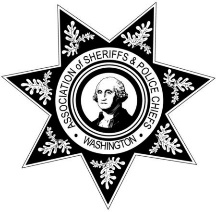 ASSOCIATION of SHERIFFS & POLICE CHIEFS
• WASHINGTON •